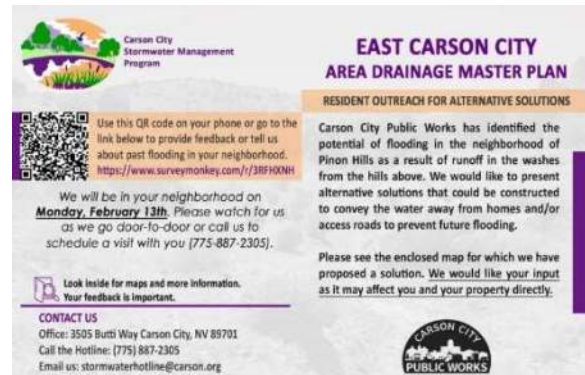 Carson City
Stormwater Management
Program
Use this QR code on your phone or go to the
link below to provide feedback or tell us
about past flooding in your neighborhood.
https://www.surveymonkey.com/r/3RFHXNH
We will be in your neighborhood on
Monday, February 13th. Please watch for us
as we go door-to-door or call us to
schedule a visit with you (775-887-2305).
Look inside for maps and more information.
Your feedback is important.
CONTACT US
Office: 3505 Butti Way Carson City, NV 89701
Call the Hotline: (775) 887-2305
Email us: stormwaterhotline@carson.org
EAST CARSON CITY
AREA DRAINAGE MASTER PLAN
RESIDENT OUTREACH FOR ALTERNATIVE SOLUTIONS
Carson City Public Works has identified the
potential of flooding in the neighborhood of
Pinon Hills as a result of runoff in the washes
from the hills above. We would like to present
alternative solutions that could be constructed
to convey the water away from homes and/or
access roads to prevent future flooding.
Please see the enclosed map for which we have
proposed a solution. We would like your input
as it may affect you and your property directly.
CARSON CITY
PUBLIC WORKS